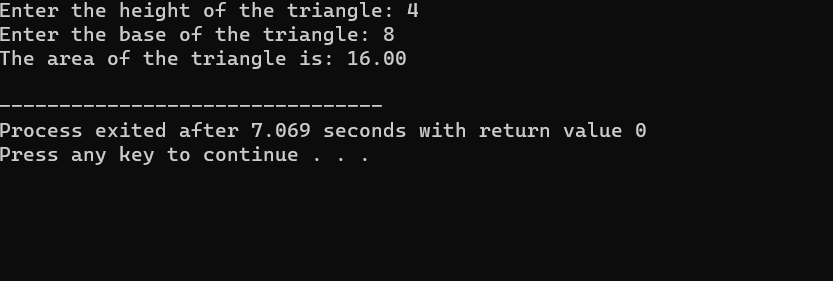 Enter the height of the triangle: 4
Enter the base of the triangle: 8
The area of the triangle is: 16.00
--------------------------------
Process exited after 7.069 seconds with return value 0
Press any key to continue . . .